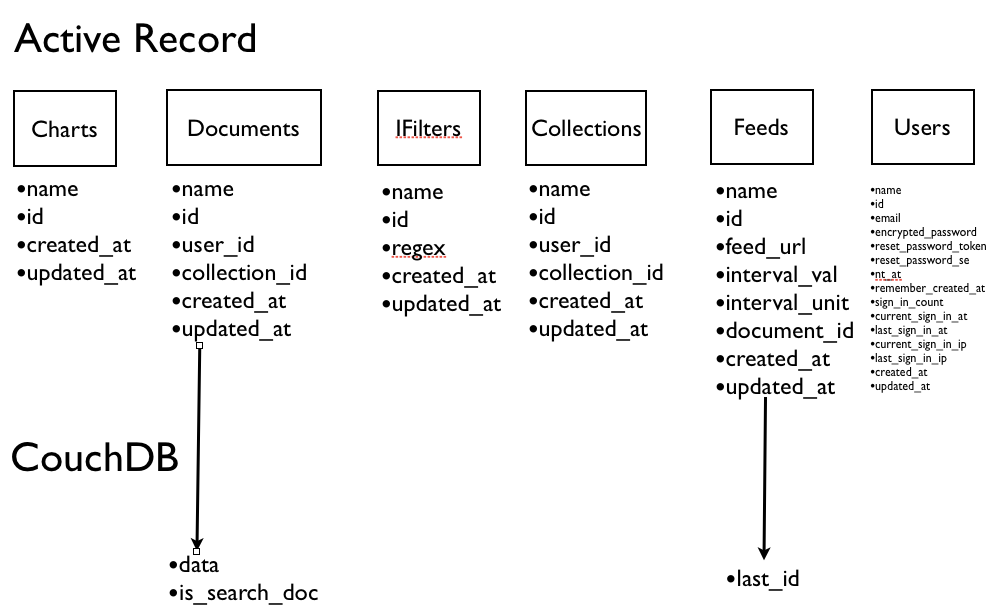 Active Record
Charts
•name
•id
•created_at
•updated_at
Documents
•name
•id
•user_id
•collection_id
•created_at
•updated_at
IFilters
•name
•id
•regex
•created_at
•updated_at
Collections
•name
•id
•user_id
•collection_id
•created_at
•updated_at
Feeds
•name
•id
•feed_url
•interval_val
•interval_unit
•document_id
•created_at
•updated_at
Users
•name
•id
•email
•encrypted_password
•reset_password_token
•reset_password_se
•nt_at
•remember_created_at
•sign_in_count
•current_sign_in_at
•last_sign_in_at
•current_sign_in_ip
•last_sign_in_ip
•created_at
•updated_at
CouchDB
•data
•is_search_doc
•last_id